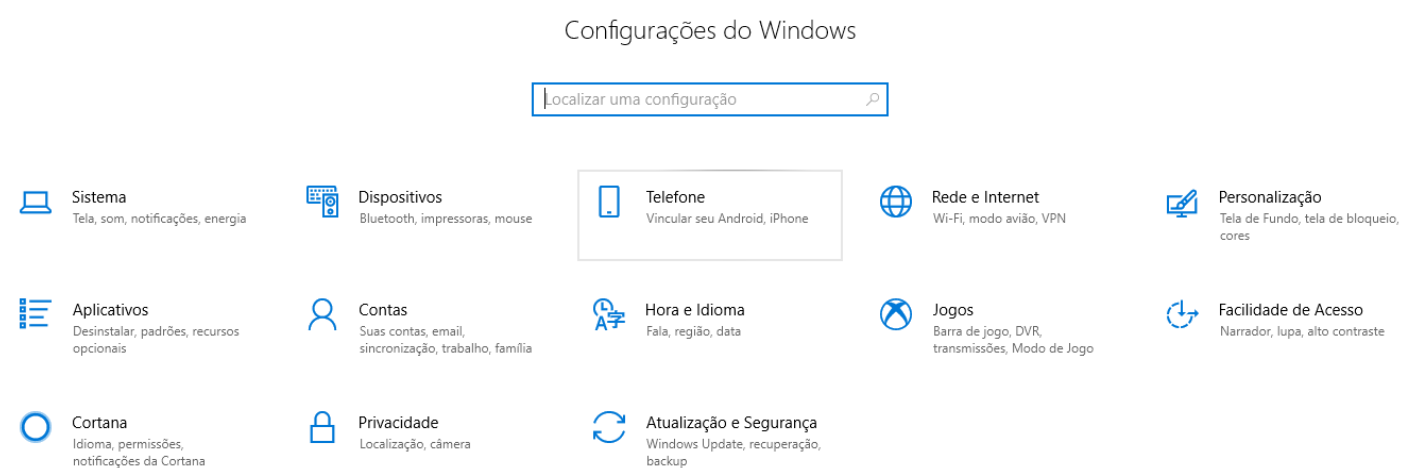 Configurações do Windows
Localizar uma configuração
Sistema
Tela, som, notificações, energia
Dispositivos
Bluetooth, impressoras, mouse
Telefone
Vincular seu Android, iPhone
Rede e Internet
Wi-Fi, modo avião, VPN
Personalização
Tela de Fundo, tela de bloqueio,
cores
Aplicativos
Desinstalar, padrões, recursos
opcionais
Contas
Suas contas, email,
sincronização, trabalho, família
Hora e Idioma
Fala, região, data
Jogos
Barra de jogo, DVR,
transmissões, Modo de Jogo
Facilidade de Acesso
Narrador, lupa, alto contraste
Cortana
Idioma, permissões,
notificações da Cortana
Privacidade
Localização, câmera
Atualização e Segurança
Windows Update, recuperação,
backup